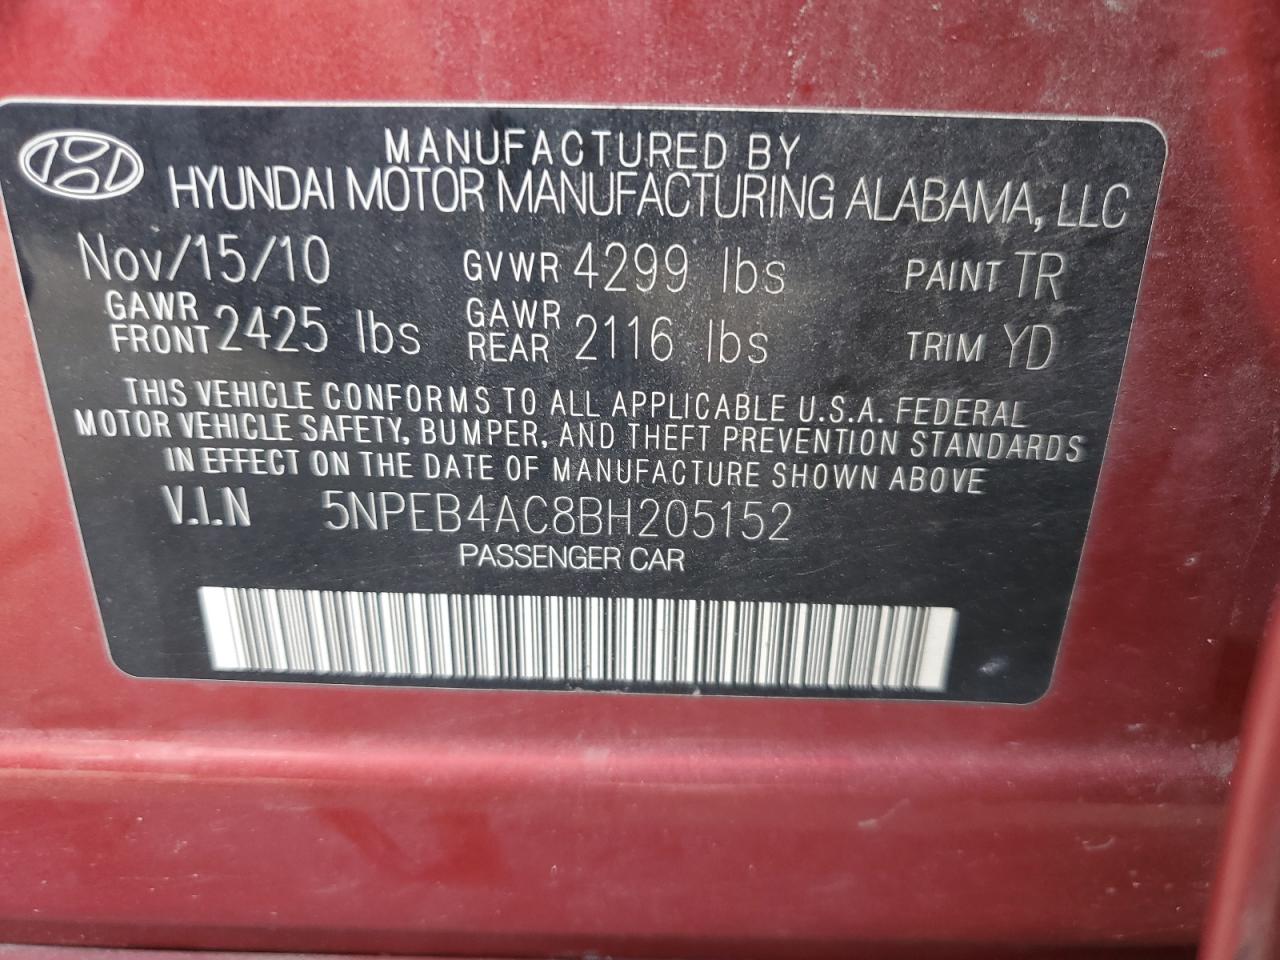 MANUFACTURED BY
HYUNDAI MOTOR MANUFACTURING ALABAMA, LLC
Nov/15/10 GVWR 4299 lbs PAINT TR
GAWR FRONT 2425 lbs GAWR REAR 2116 lbs TRIM YD
THIS VEHICLE CONFORMS TO ALL APPLICABLE U.S.A. FEDERAL
MOTOR VEHICLE SAFETY, BUMPER, AND THEFT PREVENTION STANDARDS
IN EFFECT ON THE DATE OF MANUFACTURE SHOWN ABOVE.
V.I.N 5NPEB4AC8BH205152
PASSENGER CAR